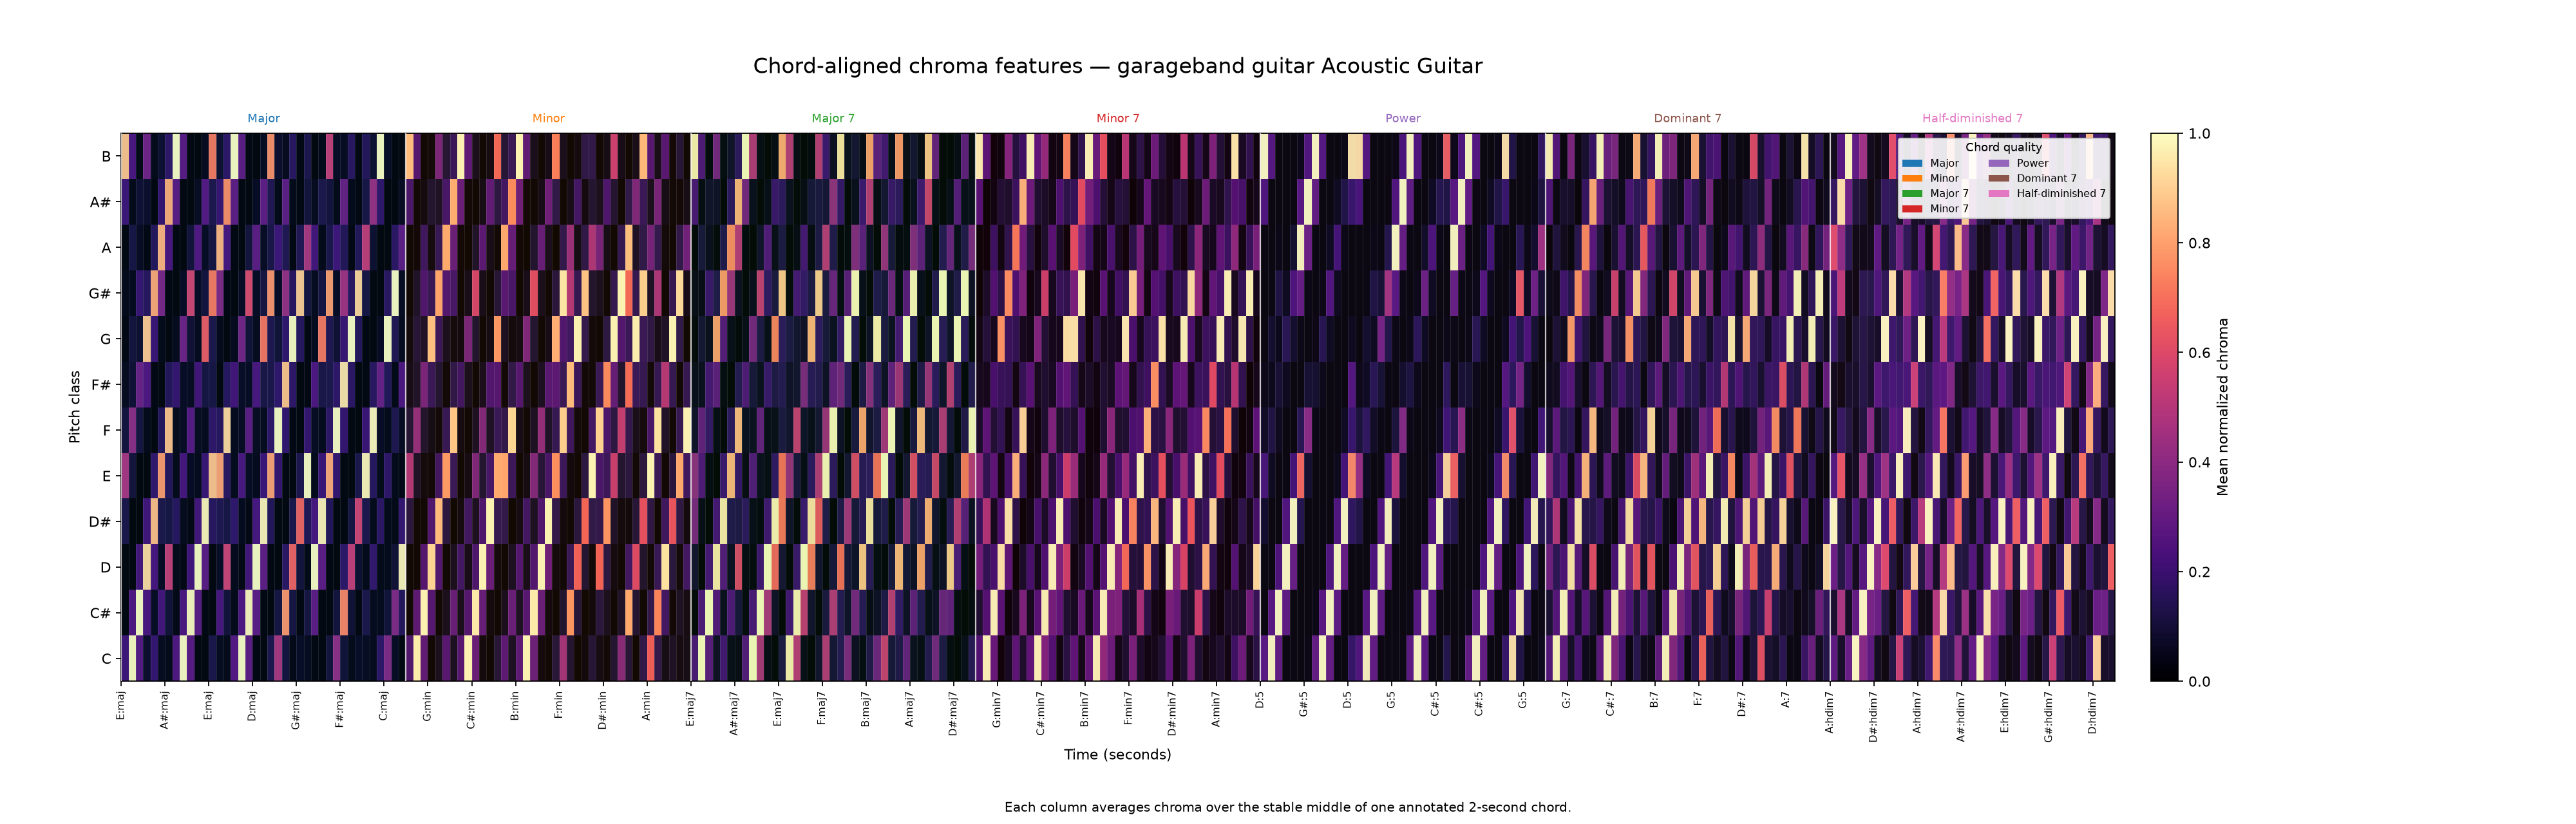 Chord-aligned chroma features — garageband guitar Acoustic Guitar
Major Minor Major 7 Minor 7 Power Dominant 7 Half-diminished 7
Chord quality
Major Power
Minor Dominant 7
Major 7 Half-diminished 7
Minor 7
Pitch class
B
A#
A
G#
G
F#
F
E
D#
D
C#
C
1.0
0.8
0.6
0.4
0.2
0.0
Mean normalized chroma
E:maj A#:maj E:maj D:maj G#:maj F#:maj C:maj G:min C#:min B:min F:min D#:min A:min E:maj7 A#:maj7 E:maj7 F:maj7 B:maj7 A:maj7 D#:maj7 G:min7 C#:min7 B:min7 F:min7 D#:min7 A:min7 D:5 G#:5 D:5 G:5 C#:5 C#:5 G:5 G:7 C#:7 B:7 F:7 D#:7 A:7 A:hdim7 D#:hdim7 A:hdim7 A#:hdim7 E:hdim7 G#:hdim7 D:hdim7
Time (seconds)
Each column averages chroma over the stable middle of one annotated 2-second chord.